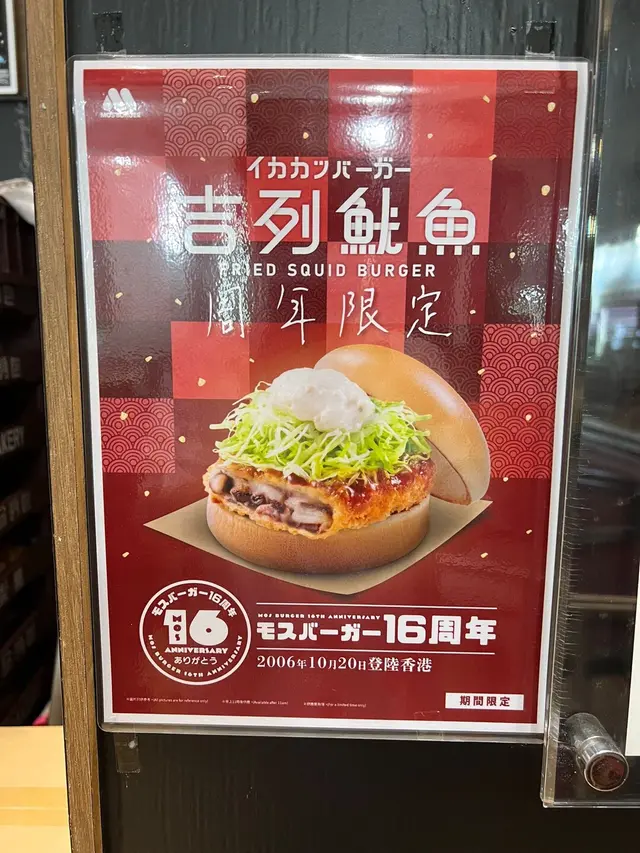 MOS BURGER
イカカツバーガー
吉列魷魚
FRIED SQUID BURGER
周年限定
モスバーガー16周年
MOS
16
ANNIVERSARY
ありがとう
MOS BURGER 16TH ANNIVERSARY
MOS BURGER 16TH ANNIVERSARY
モスバーガー16周年
2006年10月20日登陸香港
期間限定